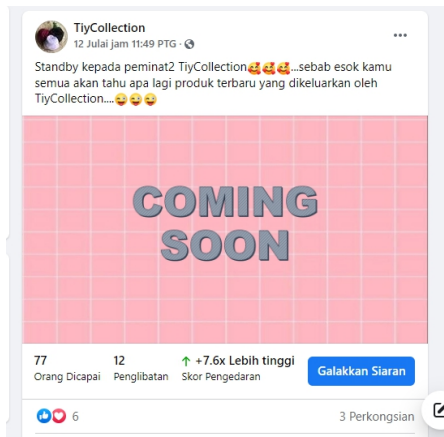 TiyCollection
12 Julai jam 11:49 PTG ·
Standby kepada peminat2 TiyCollection🥰🥰🥰...sebab esok kamu
semua akan tahu apa lagi produk terbaru yang dikeluarkan oleh
TiyCollection....😜😜😜
COMING
SOON
77
Orang Dicapai
12
Penglibatan
+7.6x Lebih tinggi
Skor Pengedaran
Galakkan Siaran
6
3 Perkongsian